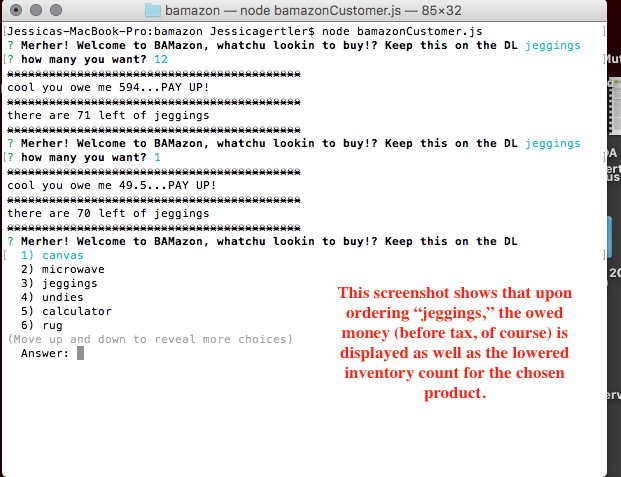 bamazon — node bamazonCustomer.js — 85×32
[Jessicas-MacBook-Pro:bamazon Jessicagertler$ node bamazonCustomer.js ]
? Merher! Welcome to BAMazon, whatchu lookin to buy!? Keep this on the DL jeggings
[? how many you want? 12 ]
cool you owe me 594...PAY UP!
there are 71 left of jeggings
? Merher! Welcome to BAMazon, whatchu lookin to buy!? Keep this on the DL jeggings
[? how many you want? 1 ]
cool you owe me 49.5...PAY UP!
there are 70 left of jeggings
? Merher! Welcome to BAMazon, whatchu lookin to buy!? Keep this on the DL
[ 1) canvas ]
2) microwave
3) jeggings
4) undies
5) calculator
6) rug
(Move up and down to reveal more choices)
Answer:
This screenshot shows that upon
ordering “jeggings,” the owed
money (before tax, of course) is
displayed as well as the lowered
inventory count for the chosen
product.